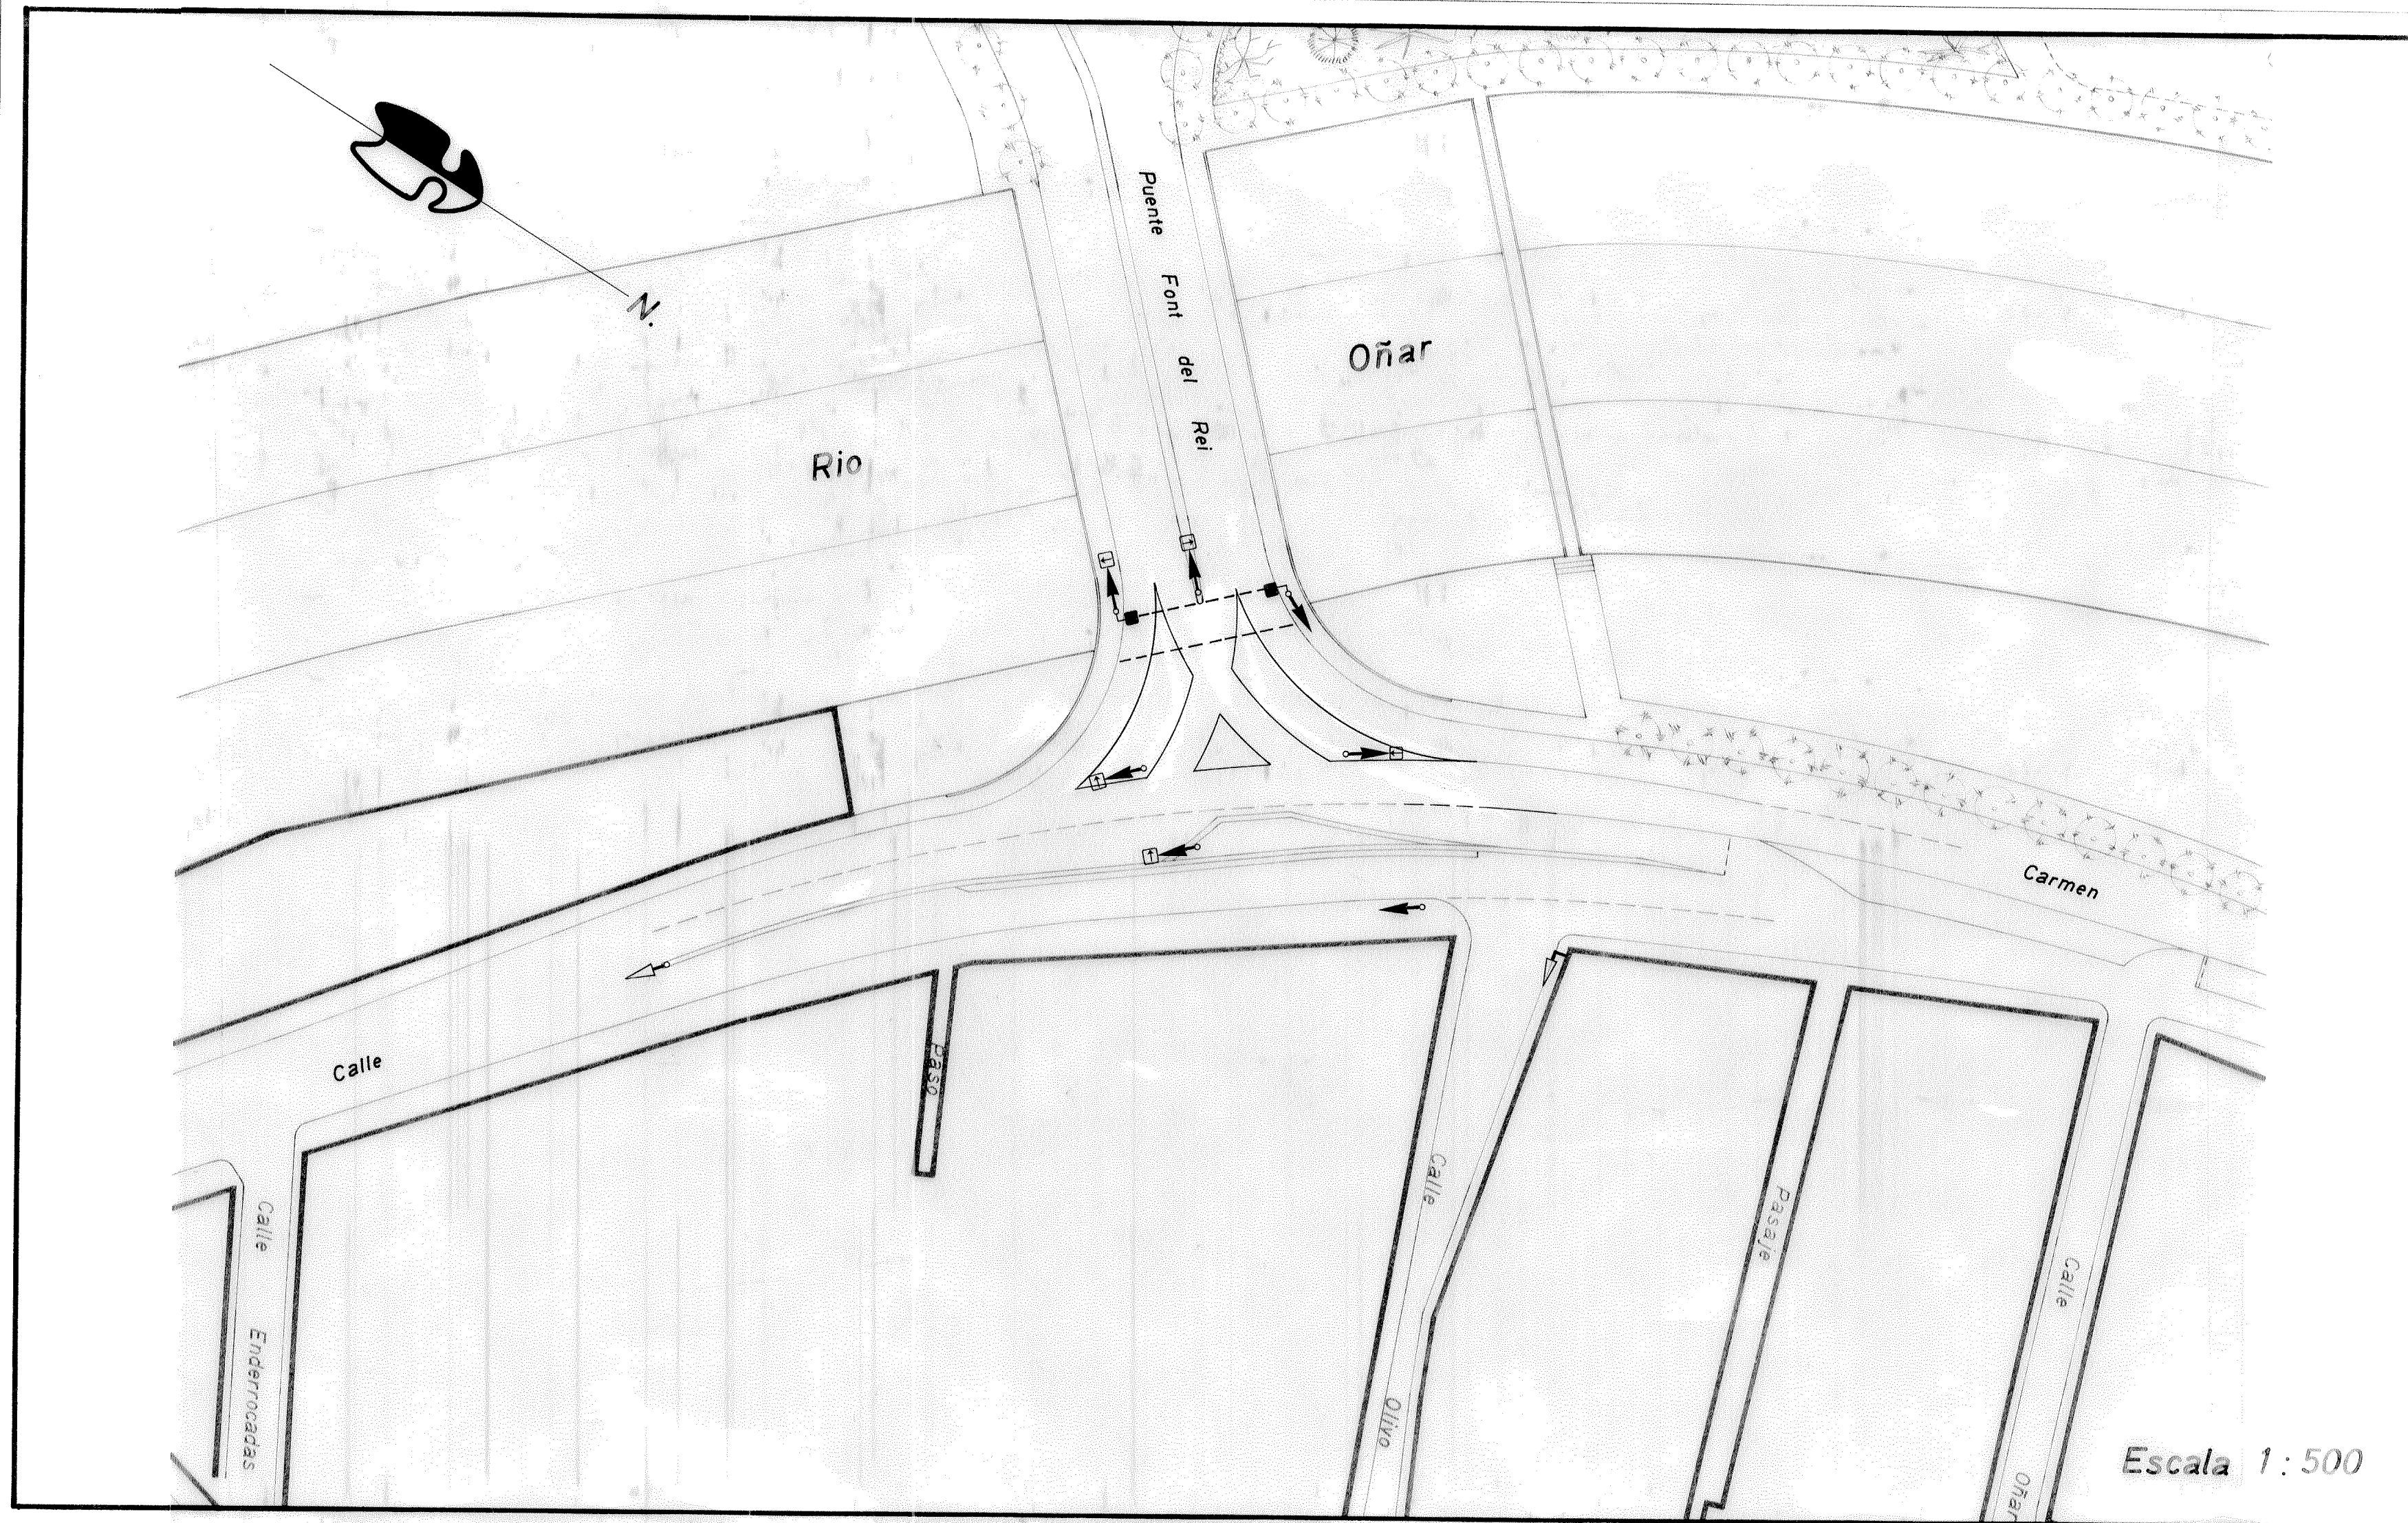 N.
Puente Font del Rei
Rio Oñar
Calle Carmen
Paso
Calle Enderrocadas
Calle Olivo
Pasaje
Calle Oñar
Escala 1:500